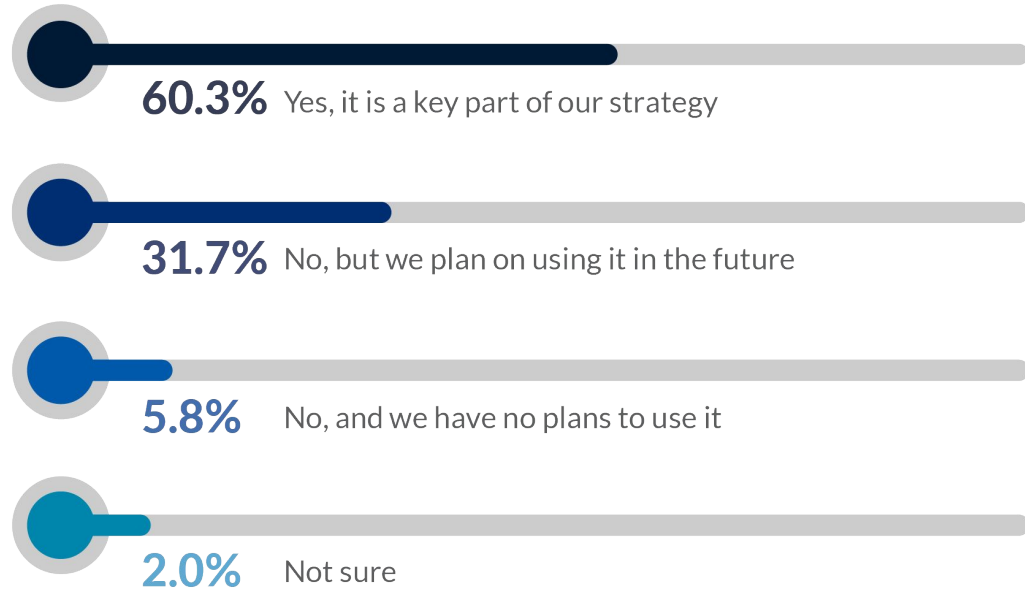 60.3% Yes, it is a key part of our strategy
31.7% No, but we plan on using it in the future
5.8% No, and we have no plans to use it
2.0% Not sure